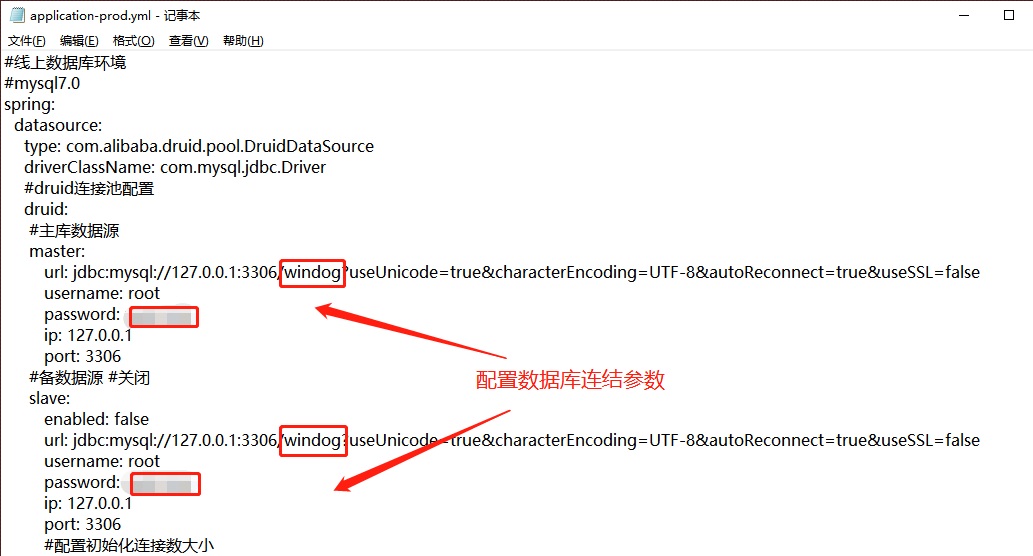 application-prod.yml - 记事本
文件(F) 编辑(E) 格式(O) 查看(V) 帮助(H)
#线上数据库环境
#mysql7.0
spring:
datasource:
type: com.alibaba.druid.pool.DruidDataSource
driverClassName: com.mysql.jdbc.Driver
#druid连接池配置
druid:
#主库数据源
master:
url: jdbc:mysql://127.0.0.1:3306/windog?useUnicode=true&characterEncoding=UTF-8&autoReconnect=true&useSSL=false
username: root
password:
ip: 127.0.0.1
port: 3306
配置数据库连结参数
#备数据源 #关闭
slave:
enabled: false
url: jdbc:mysql://127.0.0.1:3306/windog?useUnicode=true&characterEncoding=UTF-8&autoReconnect=true&useSSL=false
username: root
password:
ip: 127.0.0.1
port: 3306
#配置初始化连接数大小